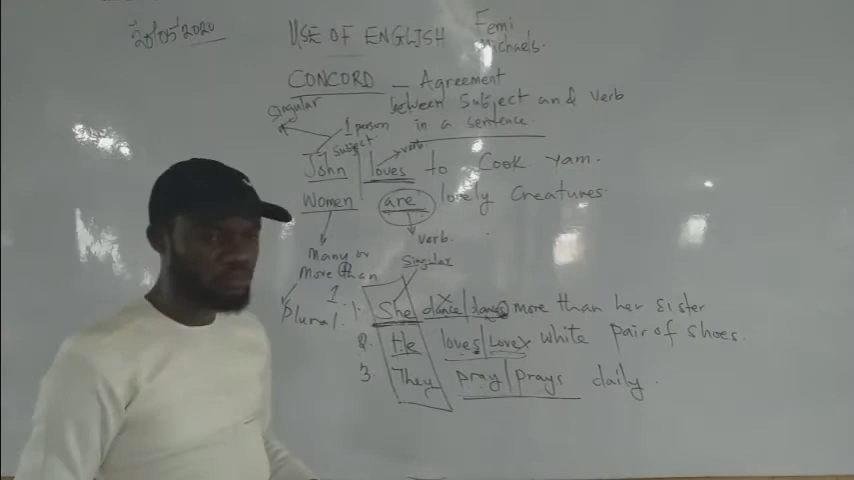 20/05/2020
USE OF ENGLISH
Femi
Michaels.
CONCORD – Agreement
between Subject and verb
in a sentence.
Singular
1 person
Subject
verb
John loves to Cook yam.
Women are lovely Creatures.
verb.
Many or
More than
1
Plural.
Singular
1. She dance/dances more than her sister
2. He loves/Love white pair of shoes.
3 They pray/prays daily.